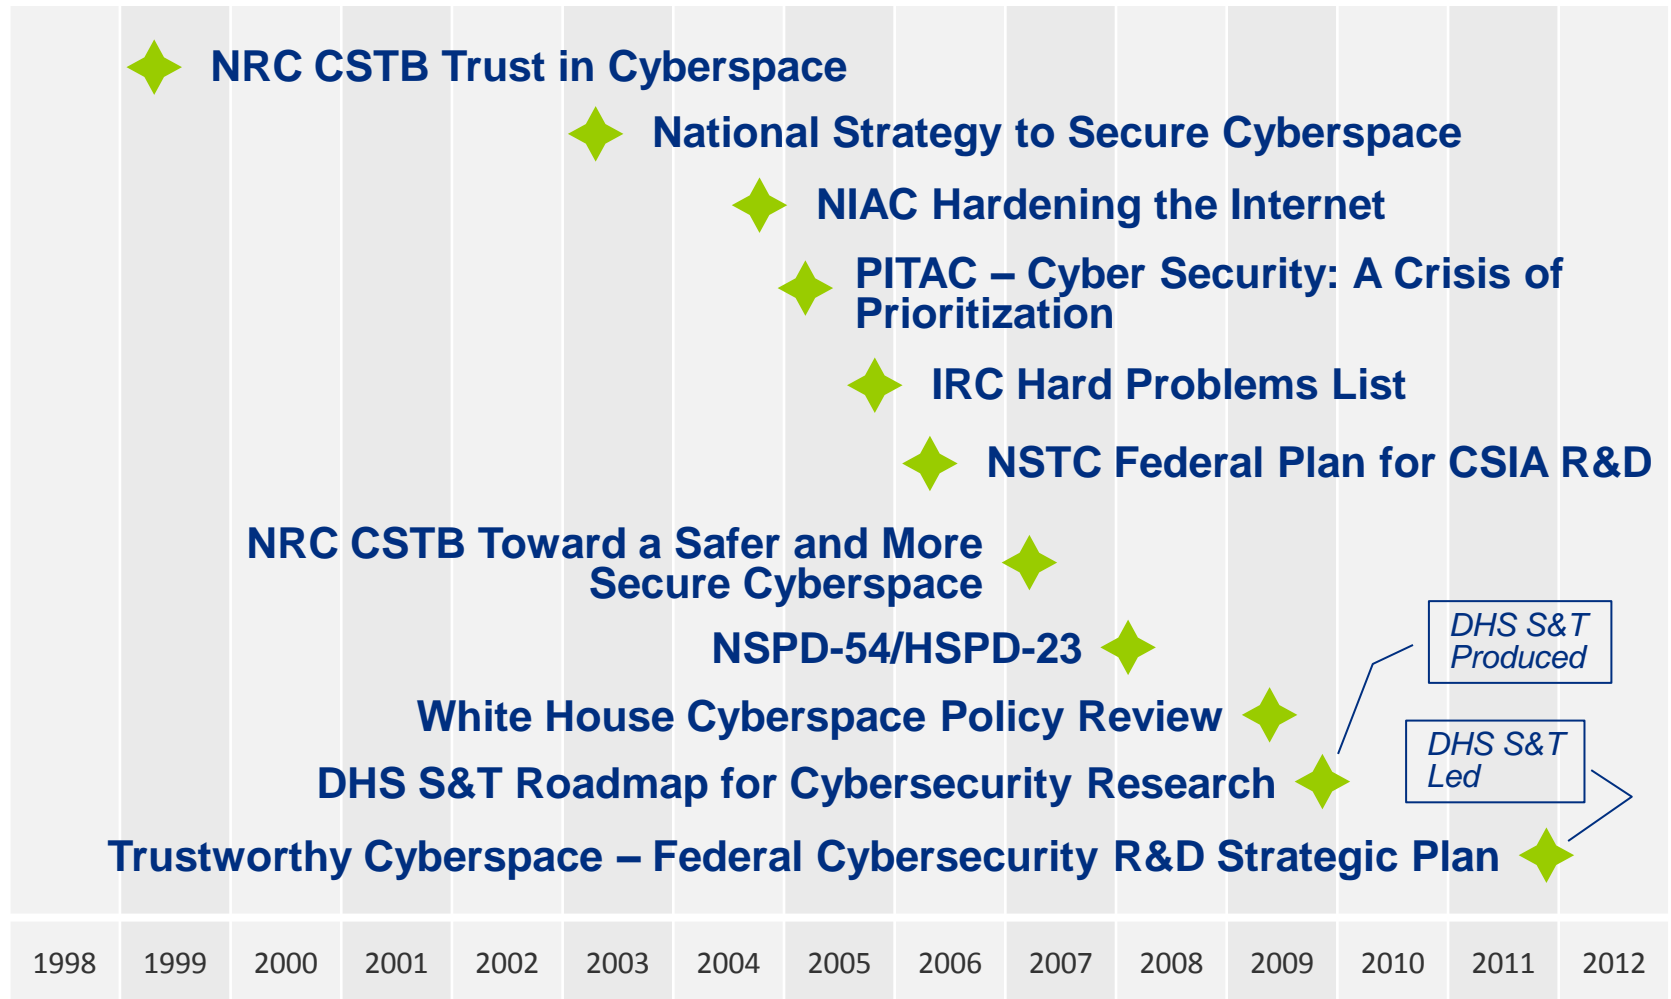 NRC CSTB Trust in Cyberspace
National Strategy to Secure Cyberspace
NIAC Hardening the Internet
PITAC – Cyber Security: A Crisis of
Prioritization
IRC Hard Problems List
NSTC Federal Plan for CSIA R&D
NRC CSTB Toward a Safer and More
Secure Cyberspace
NSPD-54/HSPD-23
DHS S&T
Produced
White House Cyberspace Policy Review
DHS S&T Roadmap for Cybersecurity Research
DHS S&T
Led
Trustworthy Cyberspace – Federal Cybersecurity R&D Strategic Plan
1998 1999 2000 2001 2002 2003 2004 2005 2006 2007 2008 2009 2010 2011 2012